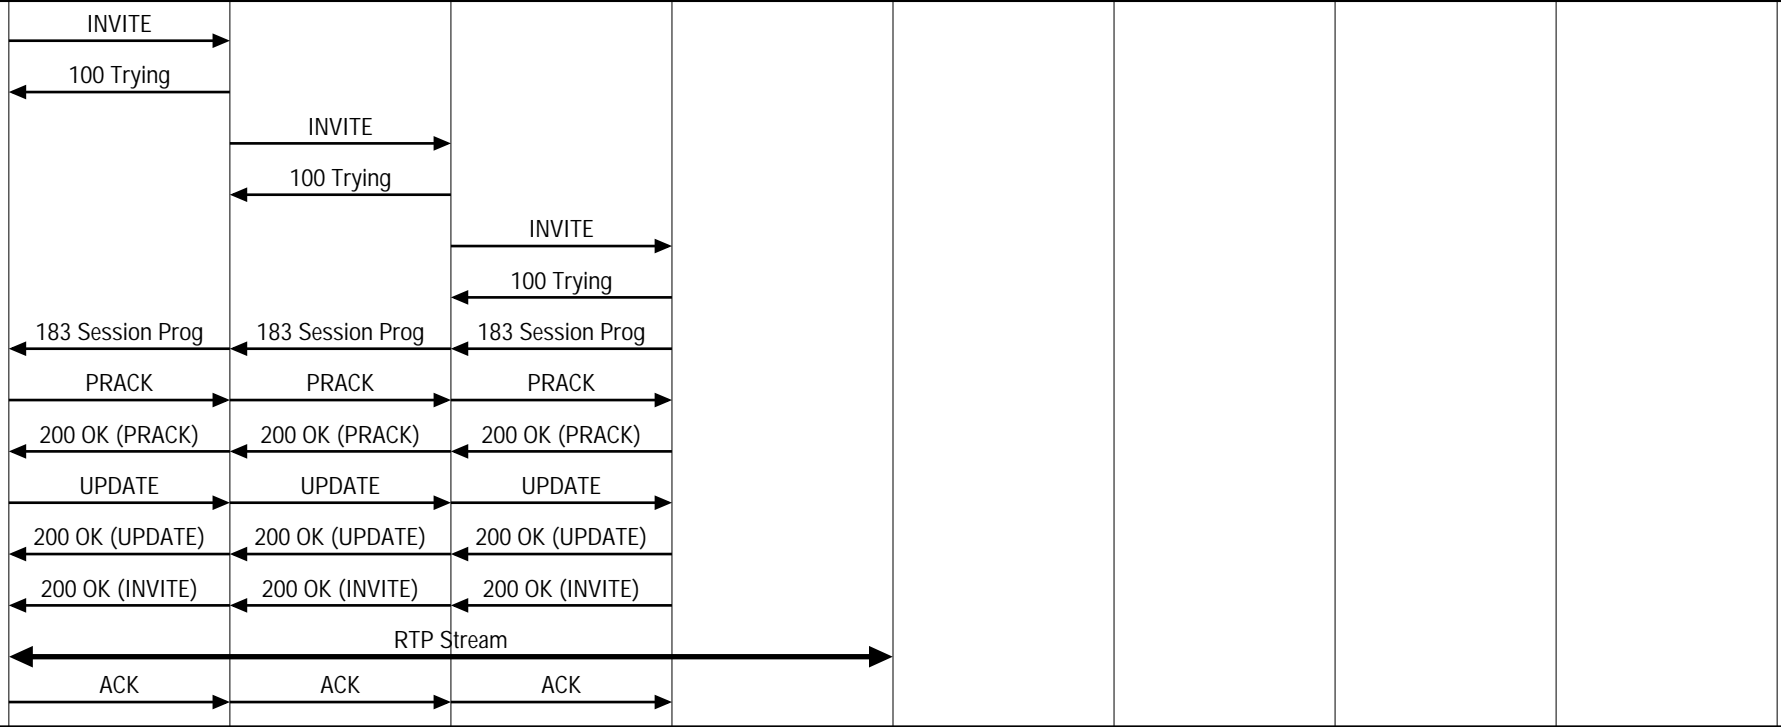 INVITE
100 Trying
INVITE
100 Trying
INVITE
100 Trying
183 Session Prog 183 Session Prog 183 Session Prog
PRACK PRACK PRACK
200 OK (PRACK) 200 OK (PRACK) 200 OK (PRACK)
UPDATE UPDATE UPDATE
200 OK (UPDATE) 200 OK (UPDATE) 200 OK (UPDATE)
200 OK (INVITE) 200 OK (INVITE) 200 OK (INVITE)
RTP Stream
ACK ACK ACK